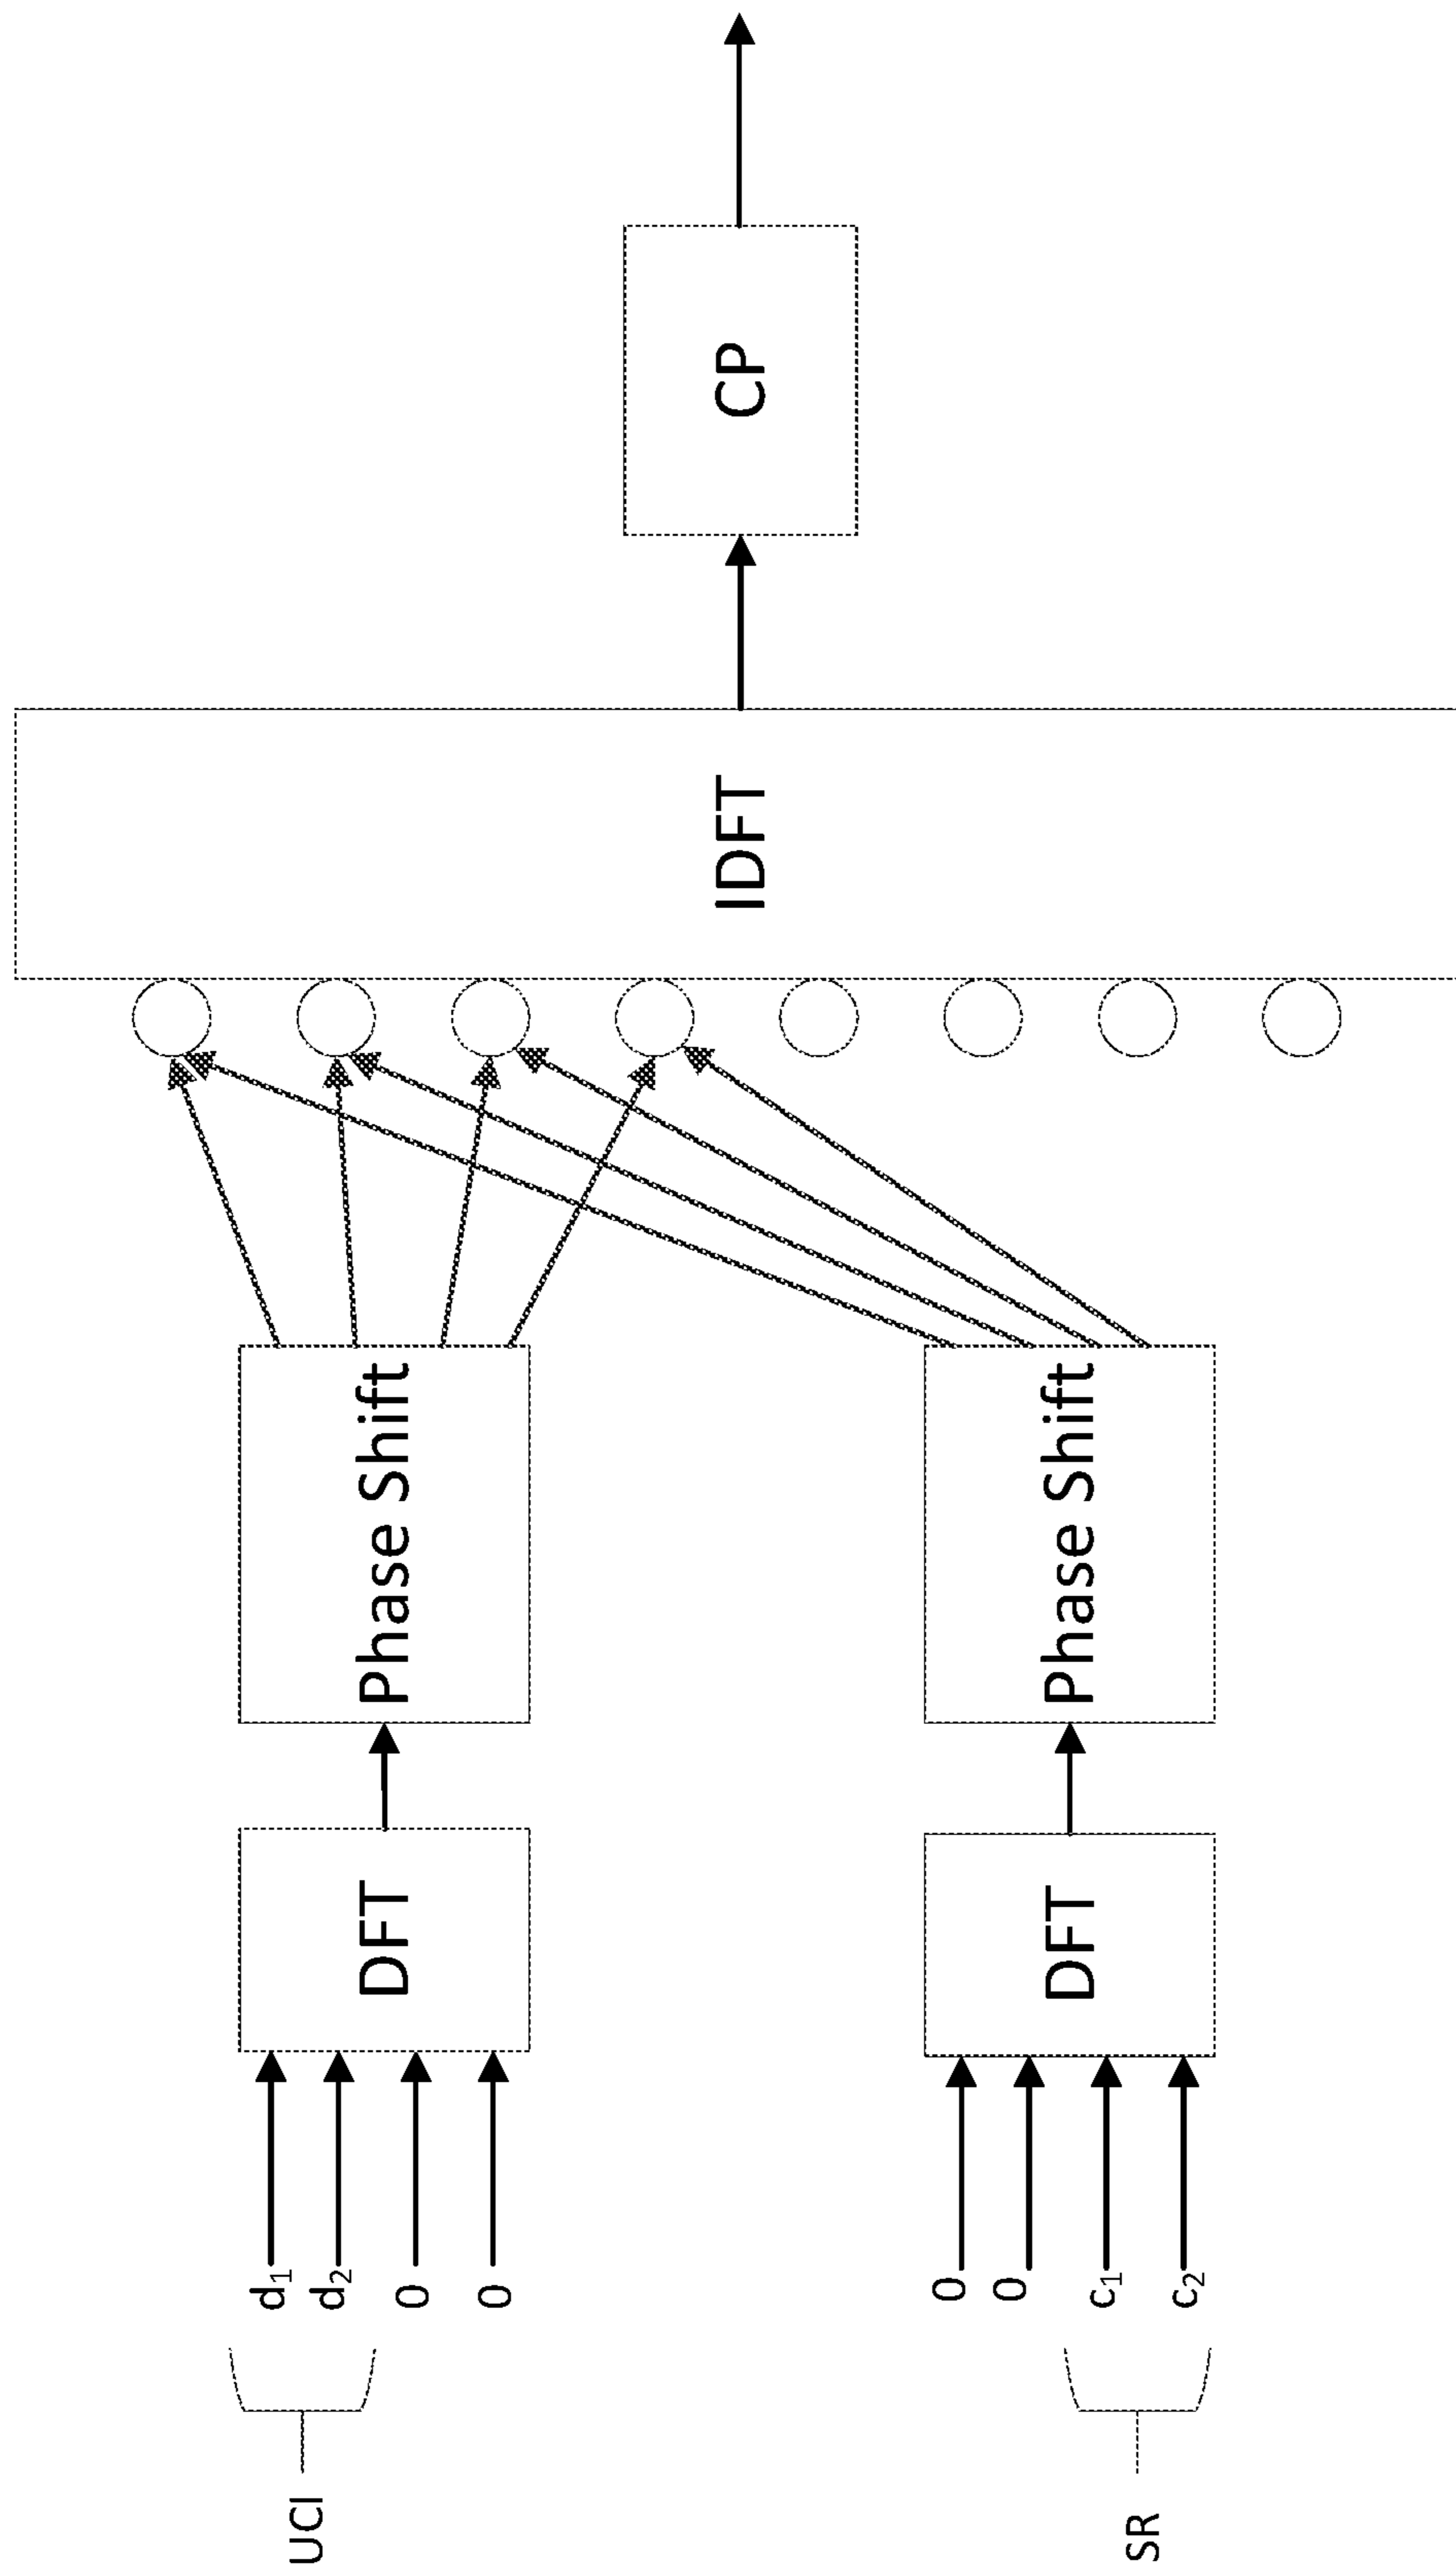 UCI
d₁
d₂
0
0
DFT
Phase Shift
SR
0
0
c₁
c₂
DFT
Phase Shift
IDFT
CP